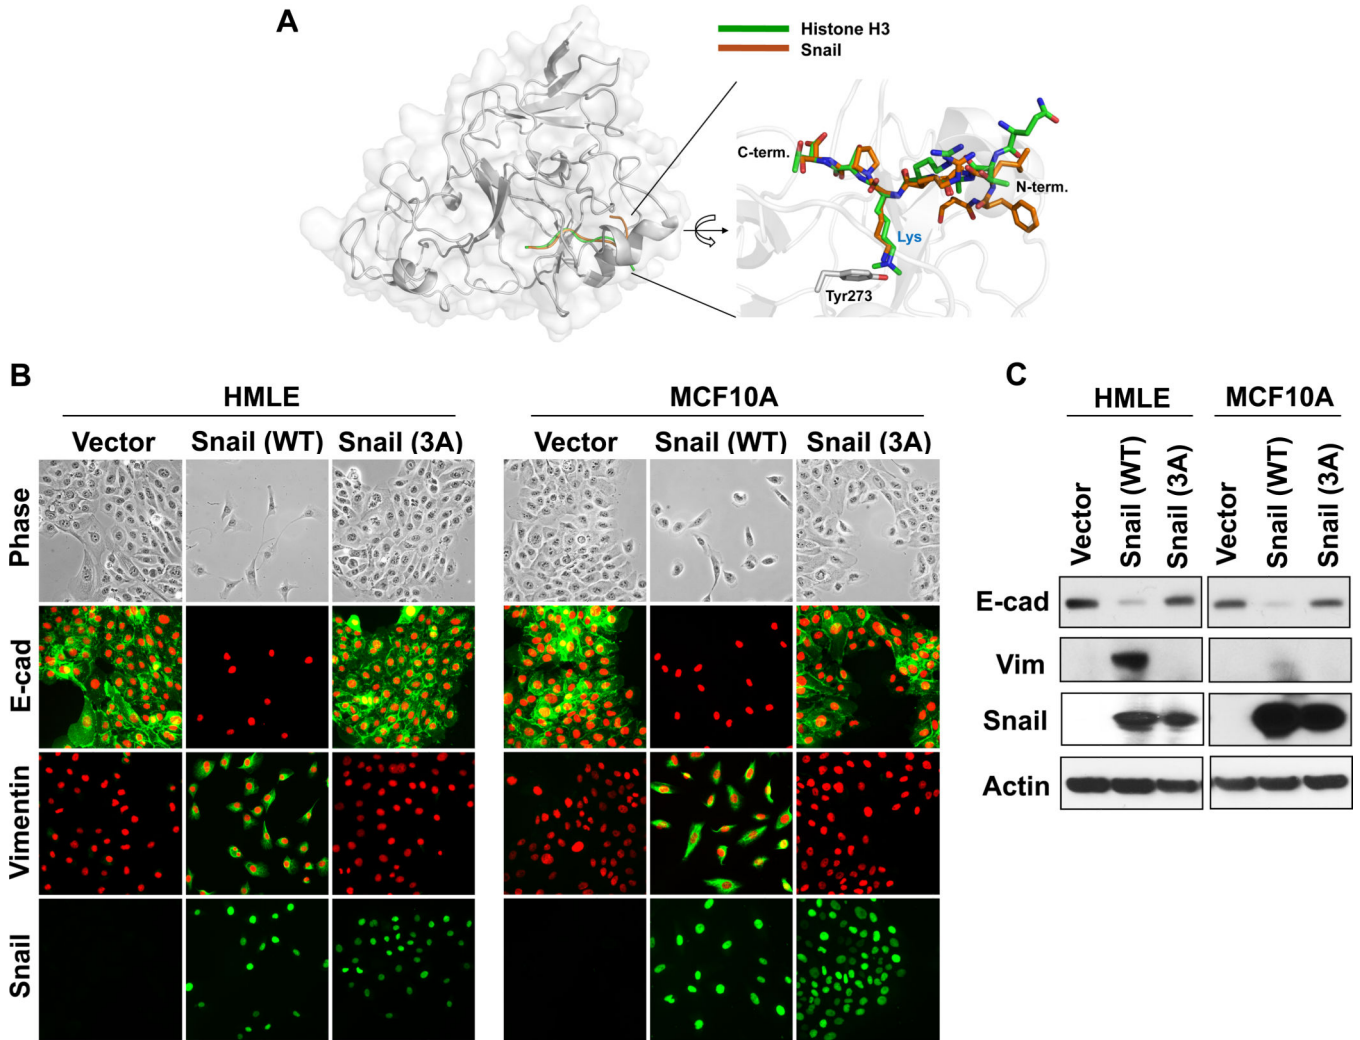 A
Histone H3
Snail
C-term.
N-term.
Lys
Tyr273
B
HMLE
MCF10A
Vector
Snail (WT)
Snail (3A)
Vector
Snail (WT)
Snail (3A)
Phase
E-cad
Vimentin
Snail
C
HMLE
MCF10A
Vector
Snail (WT)
Snail (3A)
Vector
Snail (WT)
Snail (3A)
E-cad
Vim
Snail
Actin